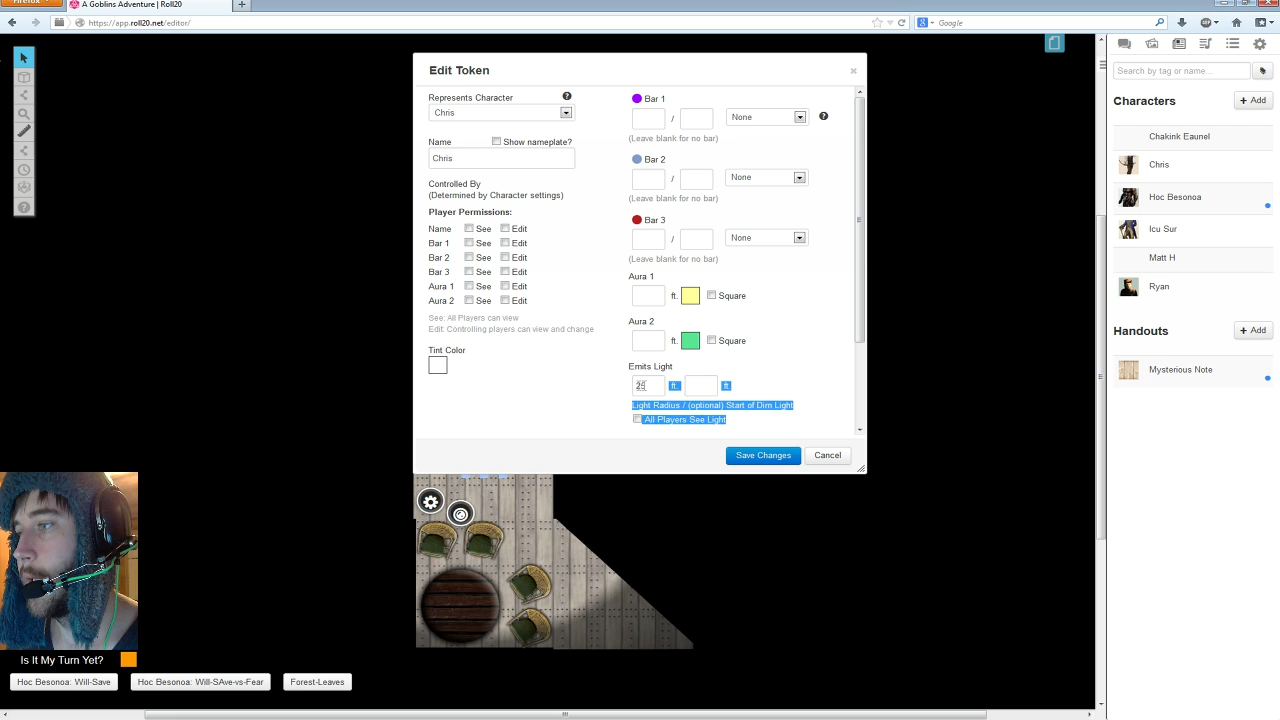 Firefox
A Goblins Adventure | Roll20
https://app.roll20.net/editor/
Google
Edit Token
Represents Character
Chris
Name
Show nameplate?
Chris
Controlled By
(Determined by Character settings)
Player Permissions:
Name See Edit
Bar 1 See Edit
Bar 2 See Edit
Bar 3 See Edit
Aura 1 See Edit
Aura 2 See Edit
See: All Players can view
Edit: Controlling players can view and change
Tint Color
Bar 1
/ None
(Leave blank for no bar)
Bar 2
/ None
(Leave blank for no bar)
Bar 3
/ None
(Leave blank for no bar)
Aura 1
ft. Square
Aura 2
ft. Square
Emits Light
25 ft. ft.
Light Radius / (optional) Start of Dim Light
All Players See Light
Save Changes
Cancel
Search by tag or name...
Characters
+ Add
Chakink Eaunel
Chris
Hoc Besonoa
Icu Sur
Matt H
Ryan
Handouts
+ Add
Mysterious Note
Is It My Turn Yet?
Hoc Besonoa: Will-Save
Hoc Besonoa: Will-SAve-vs-Fear
Forest-Leaves